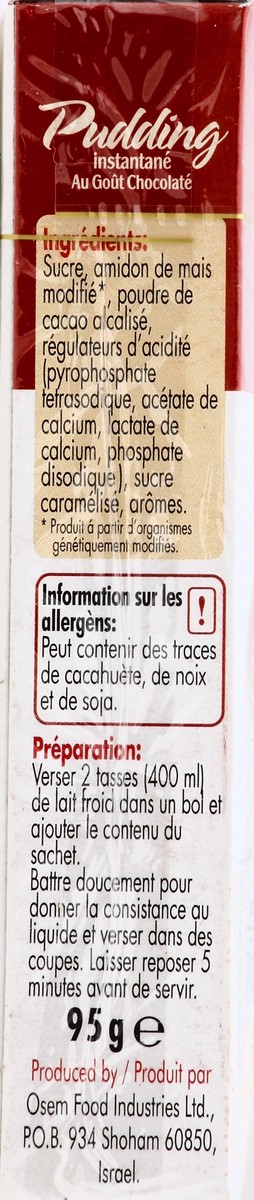 Pudding
instantané
Au Goût Chocolaté
Ingrédients:
Sucre, amidon de mais
modifié*, poudre de
cacao alcalisé,
régulateurs d'acidité
(pyrophosphate
tetrasodique, acétate de
calcium, lactate de
calcium, phosphate
disodique), sucre
caramélisé, arômes.
* Produit á partir d'organismes
génétiquement modifiés.
Information sur les
allergèns:
!
Peut contenir des traces
de cacahuète, de noix
et de soja.
Préparation:
Verser 2 tasses (400 ml)
de lait froid dans un bol et
ajouter le contenu du
sachet.
Battre doucement pour
donner la consistance au
liquide et verser dans des
coupes. Laisser reposer 5
minutes avant de servir.
95g e
Produced by / Produit par
Osem Food Industries Ltd.,
P.O.B. 934 Shoham 60850,
Israel.